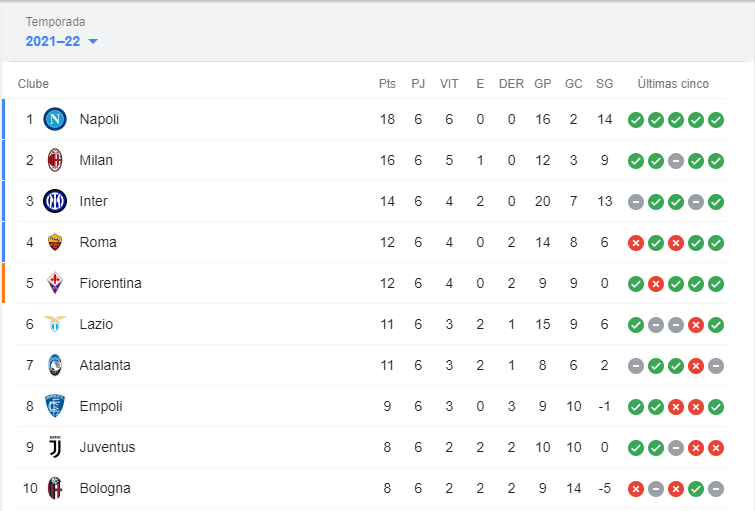 Temporada
2021–22
Clube Pts PJ VIT E DER GP GC SG Últimas cinco
1 N Napoli 18 6 6 0 0 16 2 14
2 Milan 16 6 5 1 0 12 3 9
3 Inter 14 6 4 2 0 20 7 13
4 Roma 12 6 4 0 2 14 8 6
5 Fiorentina 12 6 4 0 2 9 9 0
6 Lazio 11 6 3 2 1 15 9 6
7 Atalanta 11 6 3 2 1 8 6 2
8 Empoli 9 6 3 0 3 9 10 -1
9 Juventus 8 6 2 2 2 10 10 0
10 Bologna 8 6 2 2 2 9 14 -5